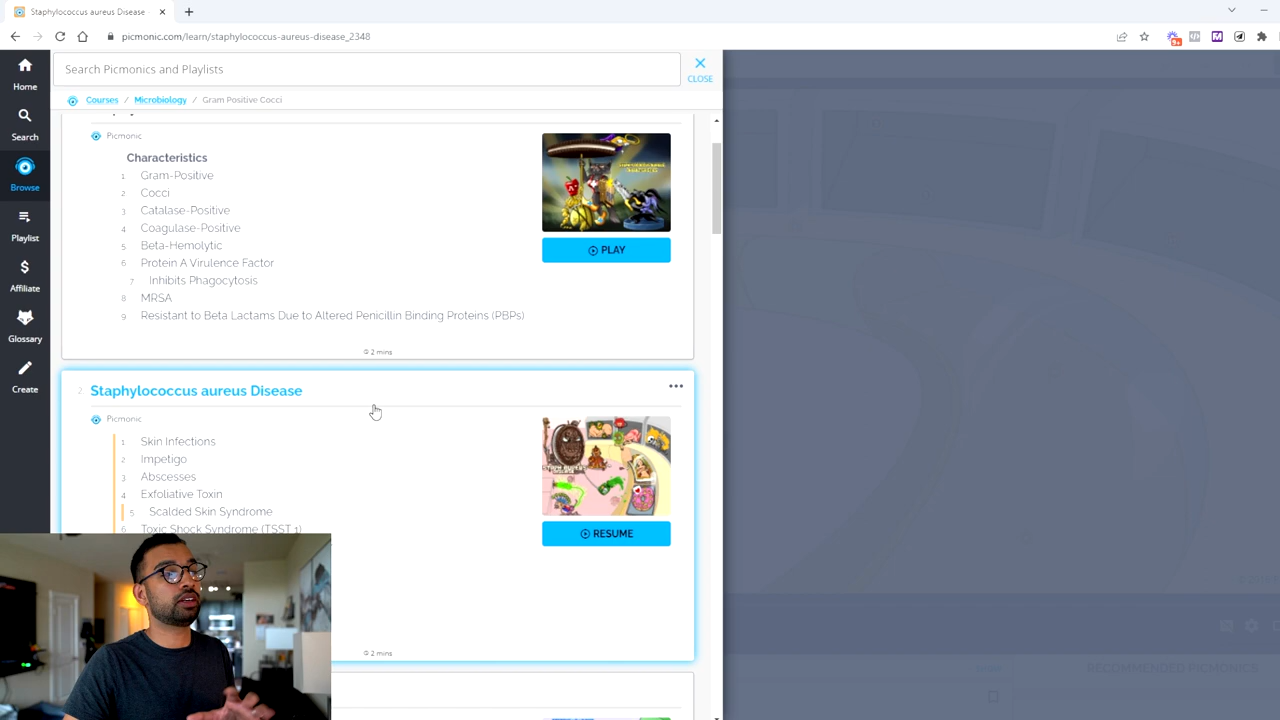 Staphylococcus aureus Disease -
picmonic.com/learn/staphylococcus-aureus-disease_2348
9+
Home
Search
Browse
Playlist
Affiliate
Glossary
Create
Search Picmonics and Playlists
CLOSE
Courses / Microbiology / Gram Positive Cocci
Picmonic
Characteristics
1 Gram-Positive
2 Cocci
3 Catalase-Positive
4 Coagulase-Positive
5 Beta-Hemolytic
6 Protein A Virulence Factor
7 Inhibits Phagocytosis
8 MRSA
9 Resistant to Beta Lactams Due to Altered Penicillin Binding Proteins (PBPs)
PLAY
2 mins
2 Staphylococcus aureus Disease
Picmonic
1 Skin Infections
2 Impetigo
3 Abscesses
4 Exfoliative Toxin
5 Scalded Skin Syndrome
6 Toxic Shock Syndrome (TSST 1)
RESUME
2 mins
RECOMMENDED PICMONICS